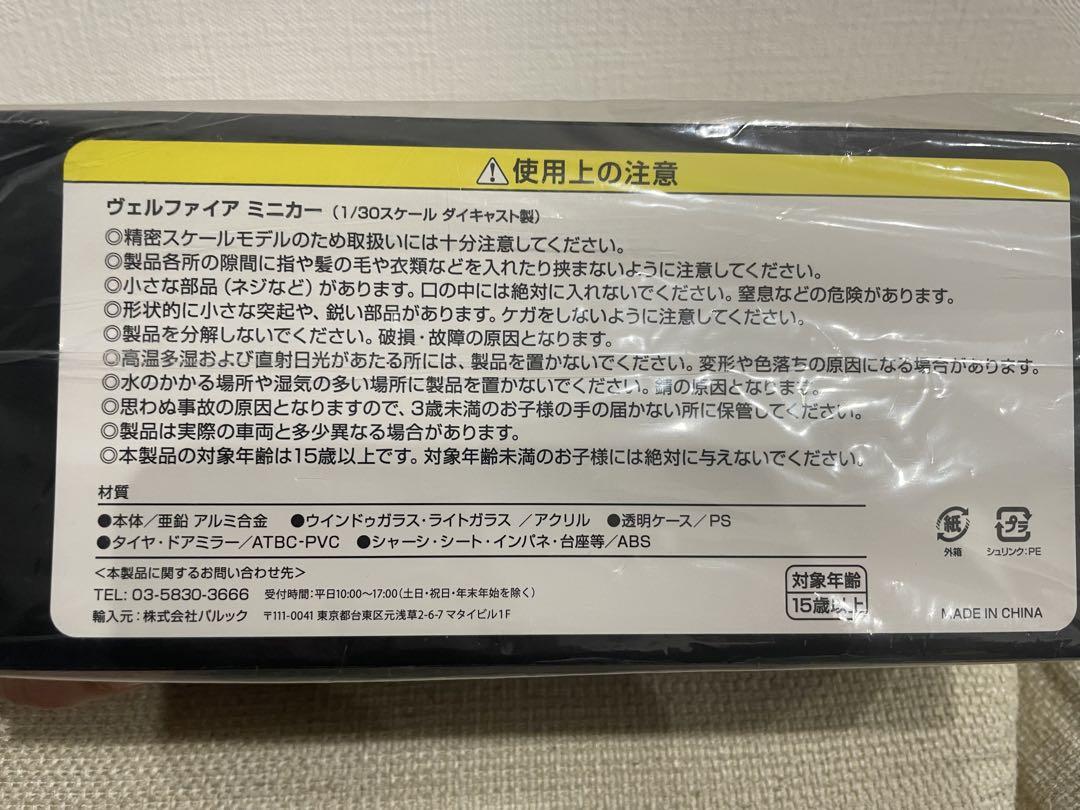 ⚠使用上の注意
ヴェルファイア ミニカー（1/30スケール ダイキャスト製）
◎精密スケールモデルのため取扱いには十分注意してください。
◎製品各所の隙間に指や髪の毛や衣類などを入れたり挟まないように注意してください。
◎小さな部品（ネジなど）があります。口の中には絶対に入れないでください。窒息などの危険があります。
◎形状的に小さな突起や、鋭い部品があります。ケガをしないように注意してください。
◎製品を分解しないでください。破損・故障の原因となります。
◎高温多湿および直射日光があたる所には、製品を置かないでください。変形や色落ちの原因になる場合があります。
◎水のかかる場所や湿気の多い場所に製品を置かないでください。錆の原因となります。
◎思わぬ事故の原因となりますので、3歳未満のお子様の手の届かない所に保管してください。
◎製品は実際の車両と多少異なる場合があります。
◎本製品の対象年齢は15歳以上です。対象年齢未満のお子様には絶対に与えないでください。
材質
●本体／亜鉛 アルミ合金 ●ウインドゥガラス・ライトガラス ／アクリル ●透明ケース／PS
●タイヤ・ドアミラー／ATBC-PVC ●シャーシ・シート・インパネ・台座等／ABS
＜本製品に関するお問い合わせ先＞
TEL: 03-5830-3666 受付時間：平日10:00〜17:00（土日・祝日・年末年始を除く）
輸入元：株式会社バルック 〒111-0041 東京都台東区元浅草2-6-7 マタイビル1F
対象年齢
15歳以上
紙
外箱
プラ
シュリンク：PE
MADE IN CHINA